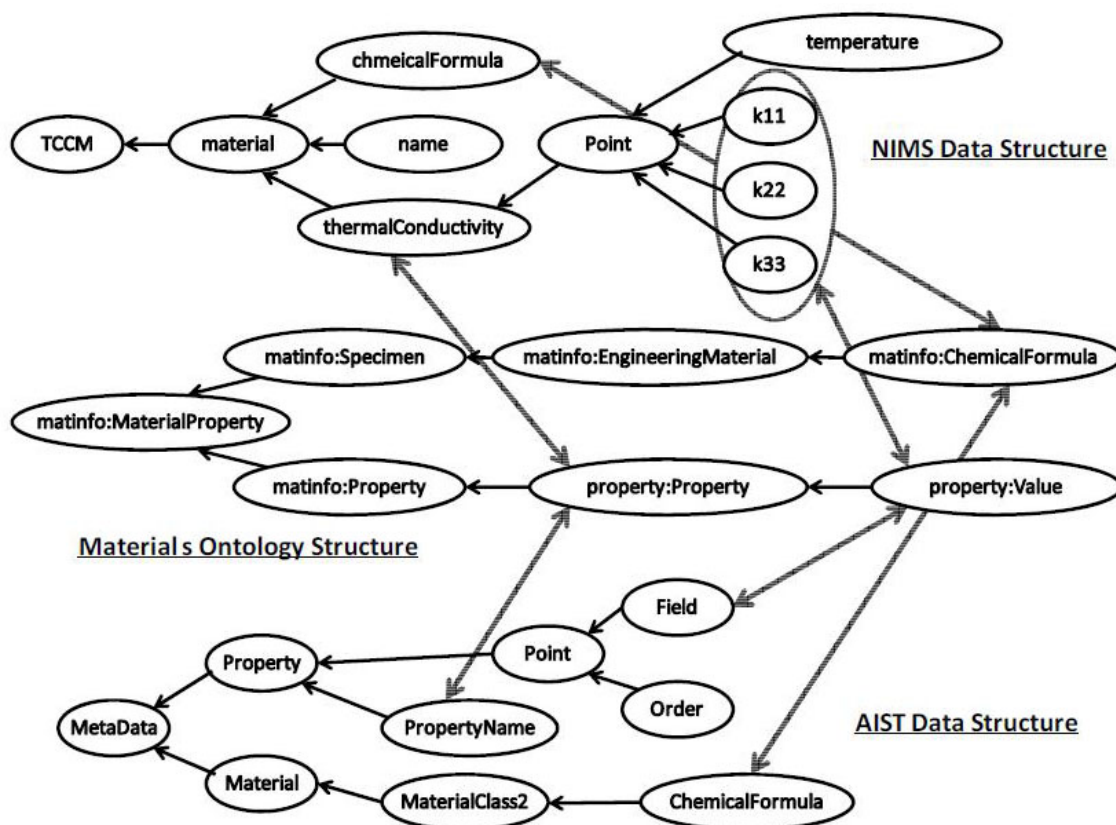 temperature
chmeicalFormula
k11
TCCM
material
name
Point
NIMS Data Structure
k22
thermalConductivity
k33
matinfo:Specimen
matinfo:EngineeringMaterial
matinfo:ChemicalFormula
matinfo:MaterialProperty
matinfo:Property
property:Property
property:Value
Materials Ontology Structure
Field
Point
Property
Order
MetaData
PropertyName
AIST Data Structure
Material
MaterialClass2
ChemicalFormula